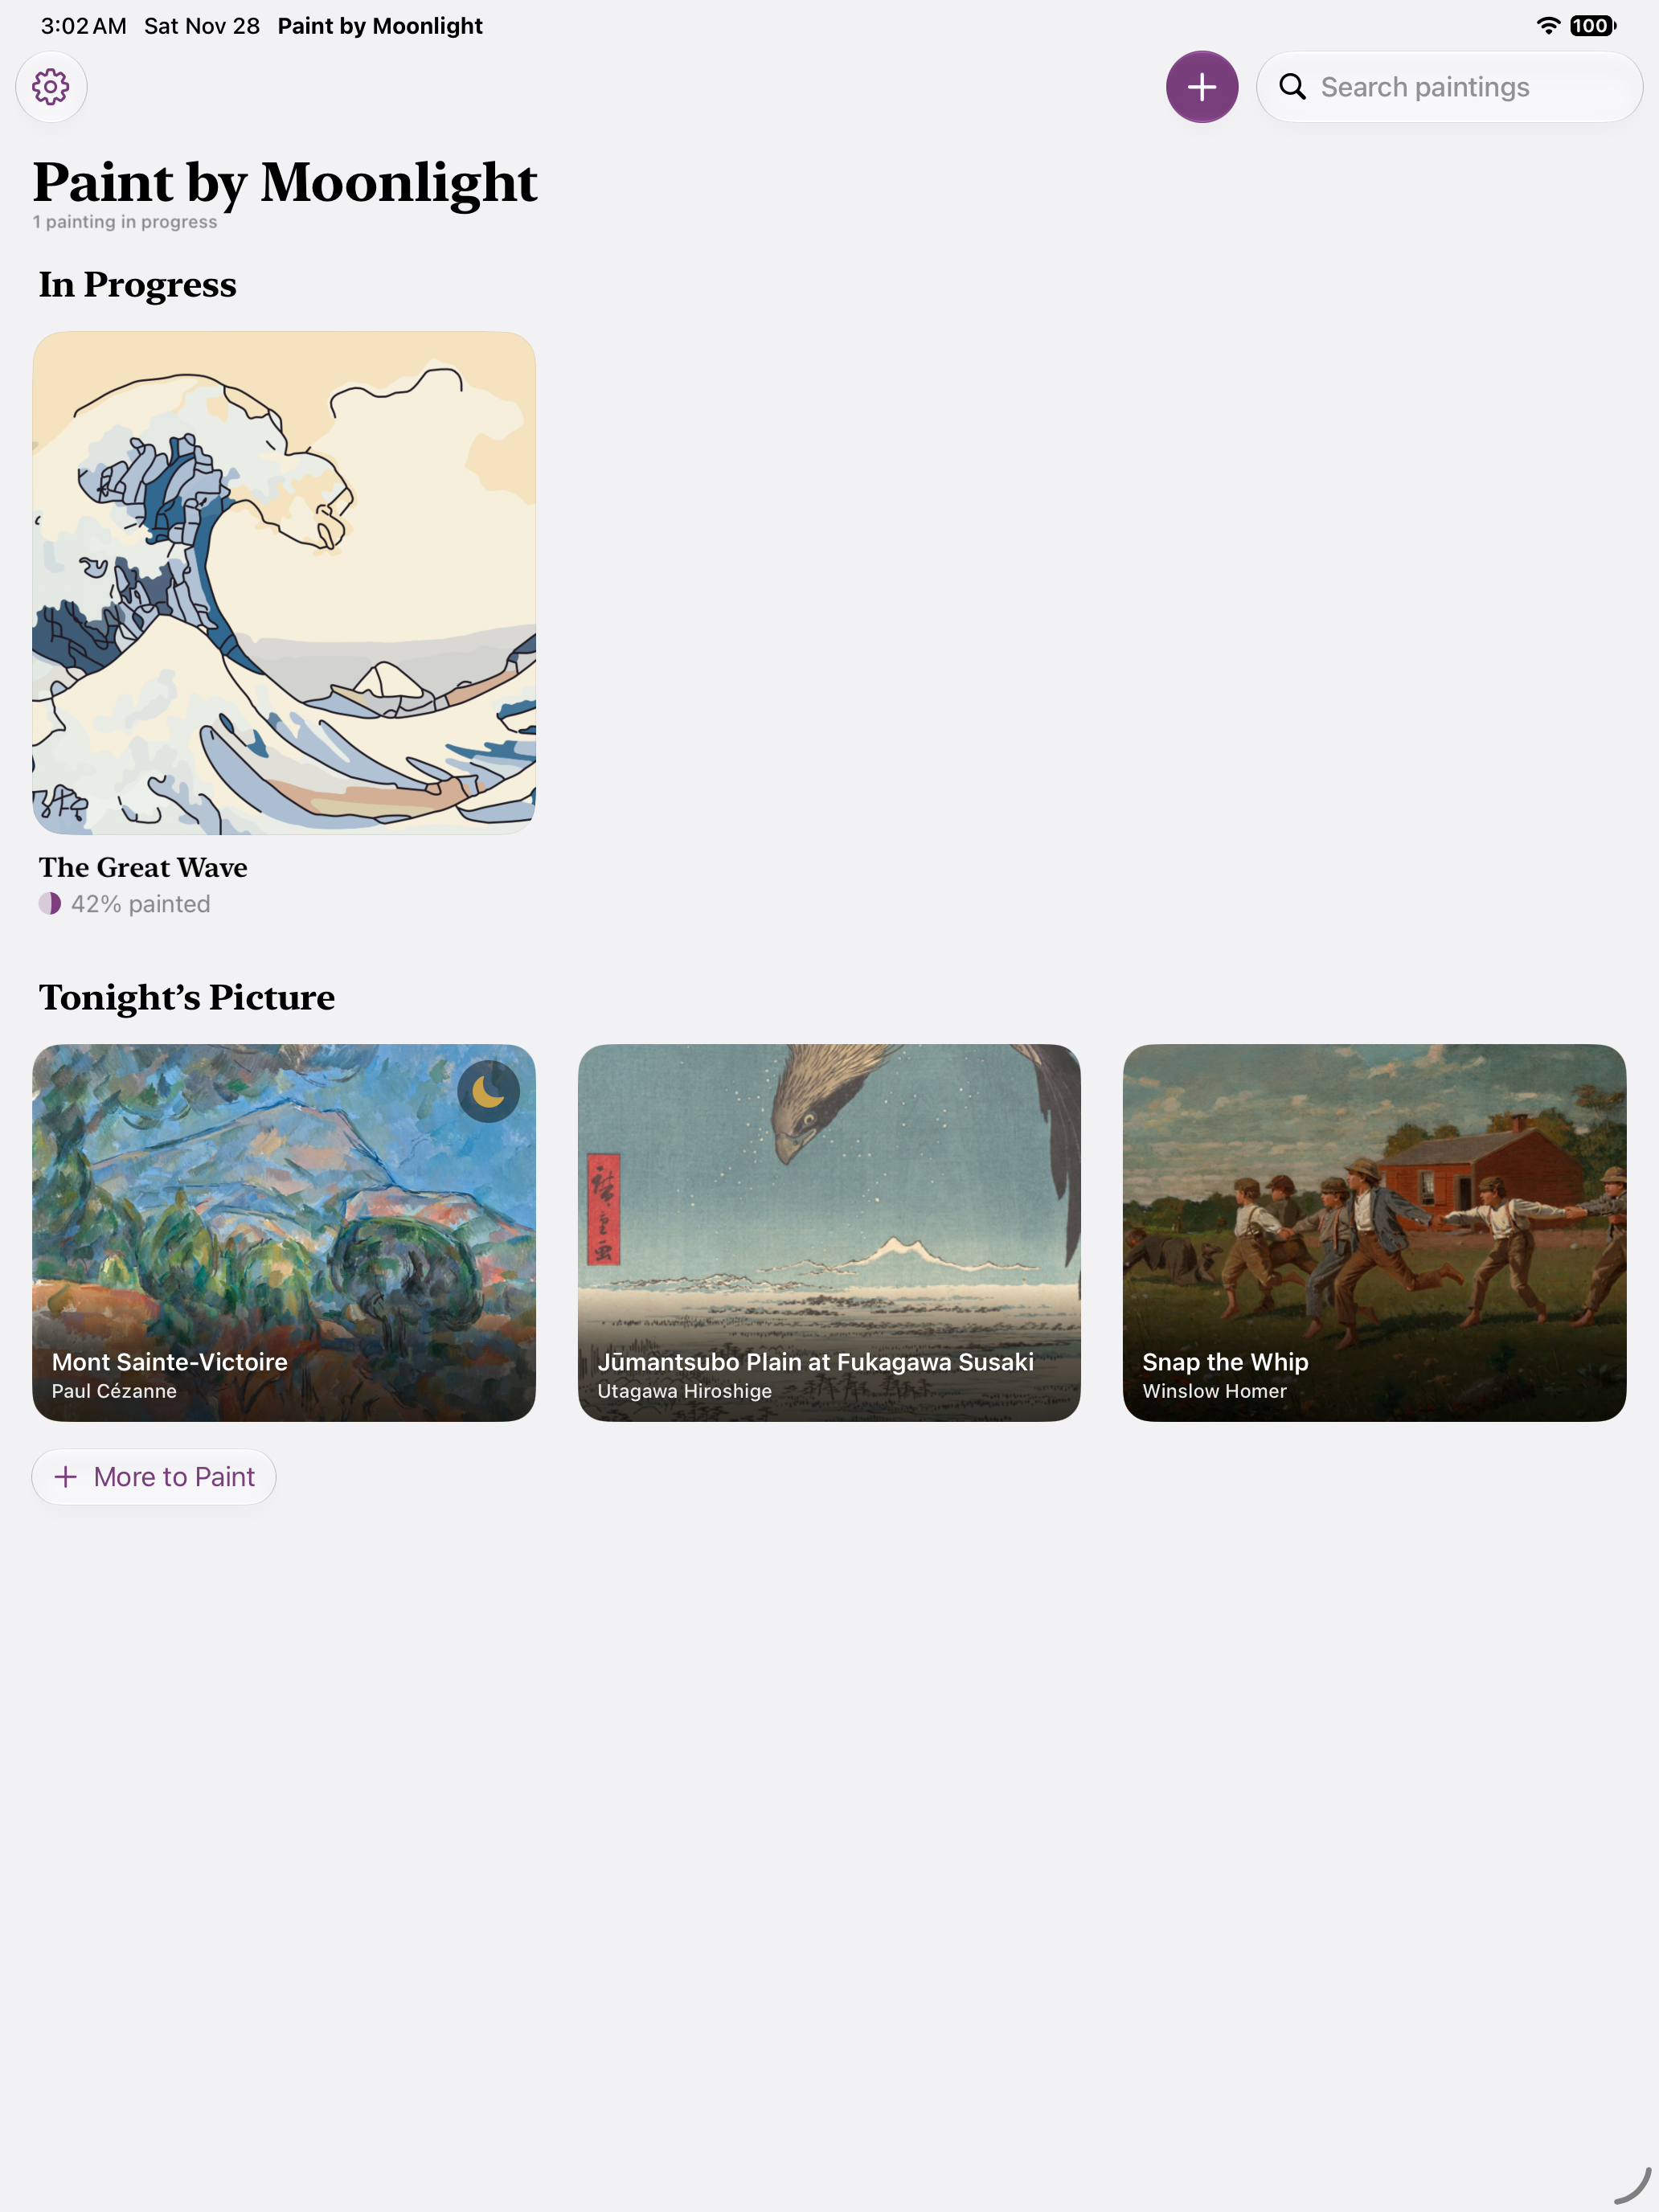 3:02 AM Sat Nov 28 Paint by Moonlight
100
Search paintings
Paint by Moonlight
1 painting in progress
In Progress
The Great Wave
42% painted
Tonight’s Picture
Mont Sainte-Victoire
Paul Cézanne
Jūmantsubo Plain at Fukagawa Susaki
Utagawa Hiroshige
Snap the Whip
Winslow Homer
More to Paint